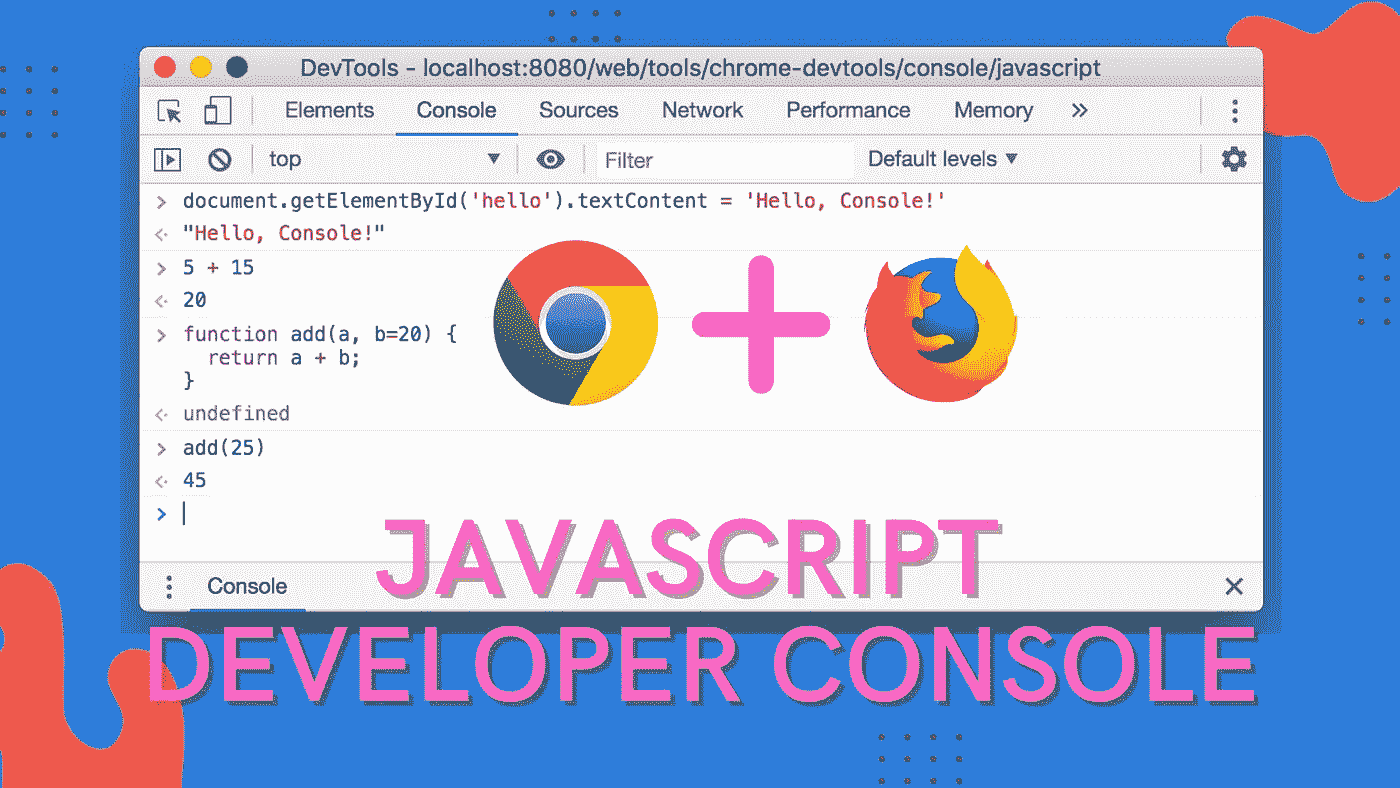 DevTools - localhost:8080/web/tools/chrome-devtools/console/javascript
Elements Console Sources Network Performance Memory »
top ▼ Filter Default levels ▼
> document.getElementById('hello').textContent = 'Hello, Console!'
<· "Hello, Console!"
> 5 + 15
<· 20
> function add(a, b=20) {
return a + b;
}
<· undefined
> add(25)
<· 45
>
JAVASCRIPT
Console
DEVELOPER CONSOLE